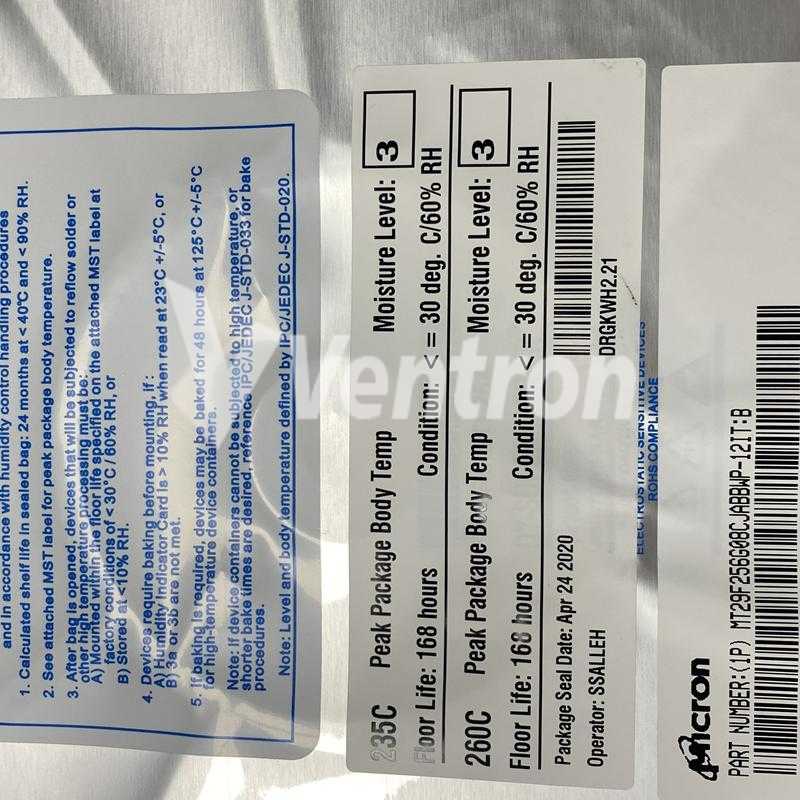 and in accordance with humidity control handling procedures
1. Calculated shelf life in sealed bag: 24 months at < 40°C and < 90% RH.
2. See attached MST label for peak package body temperature.
3. After bag is opened, devices that will be subjected to reflow solder or
other high temperature processing must be:
A) Mounted within the floor life specified on the attached MST label at
factory conditions of <30°C / 60% RH, or
B) Stored at <10% RH.
4. Devices require baking before mounting, if:
A) Humidity Indicator Card is > 10% RH when read at 23°C +/-5°C, or
B) 3a or 3b are not met.
5. If baking is required, devices may be baked for 48 hours at 125°C +/-5°C
for high-temperature device containers.
Note: If device containers cannot be subjected to high temperature, or
shorter bake times are desired, reference IPC/JEDEC J-STD-033 for bake
procedures.
Note: Level and body temperature defined by IPC/JEDEC J-STD-020.
235C Peak Package Body Temp Moisture Level: 3
Floor Life: 168 hours Condition: < = 30 deg. C/60% RH
260C Peak Package Body Temp Moisture Level: 3
Floor Life: 168 hours Condition: < = 30 deg. C/60% RH
Package Seal Date: Apr 24 2020
Operator: SSALLEH
DRGKWH2.21
ELECTROSTATIC SENSITIVE DEVICES
ROHS COMPLIANCE
Micron
PART NUMBER:(1P) MT29F256G08CJABBWP-12IT:B
Ventron